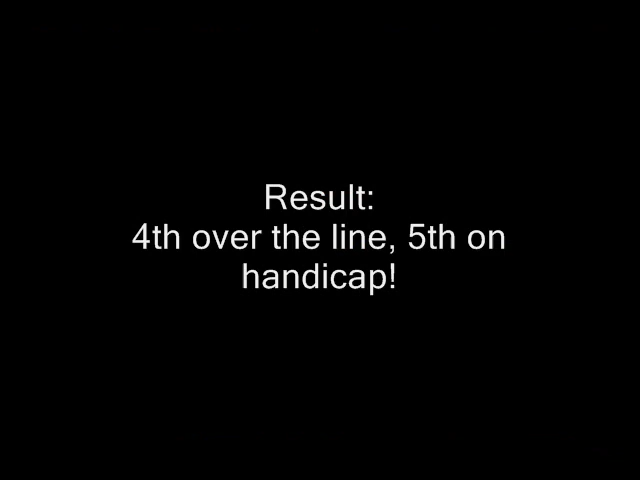 Result:
4th over the line, 5th on
handicap!